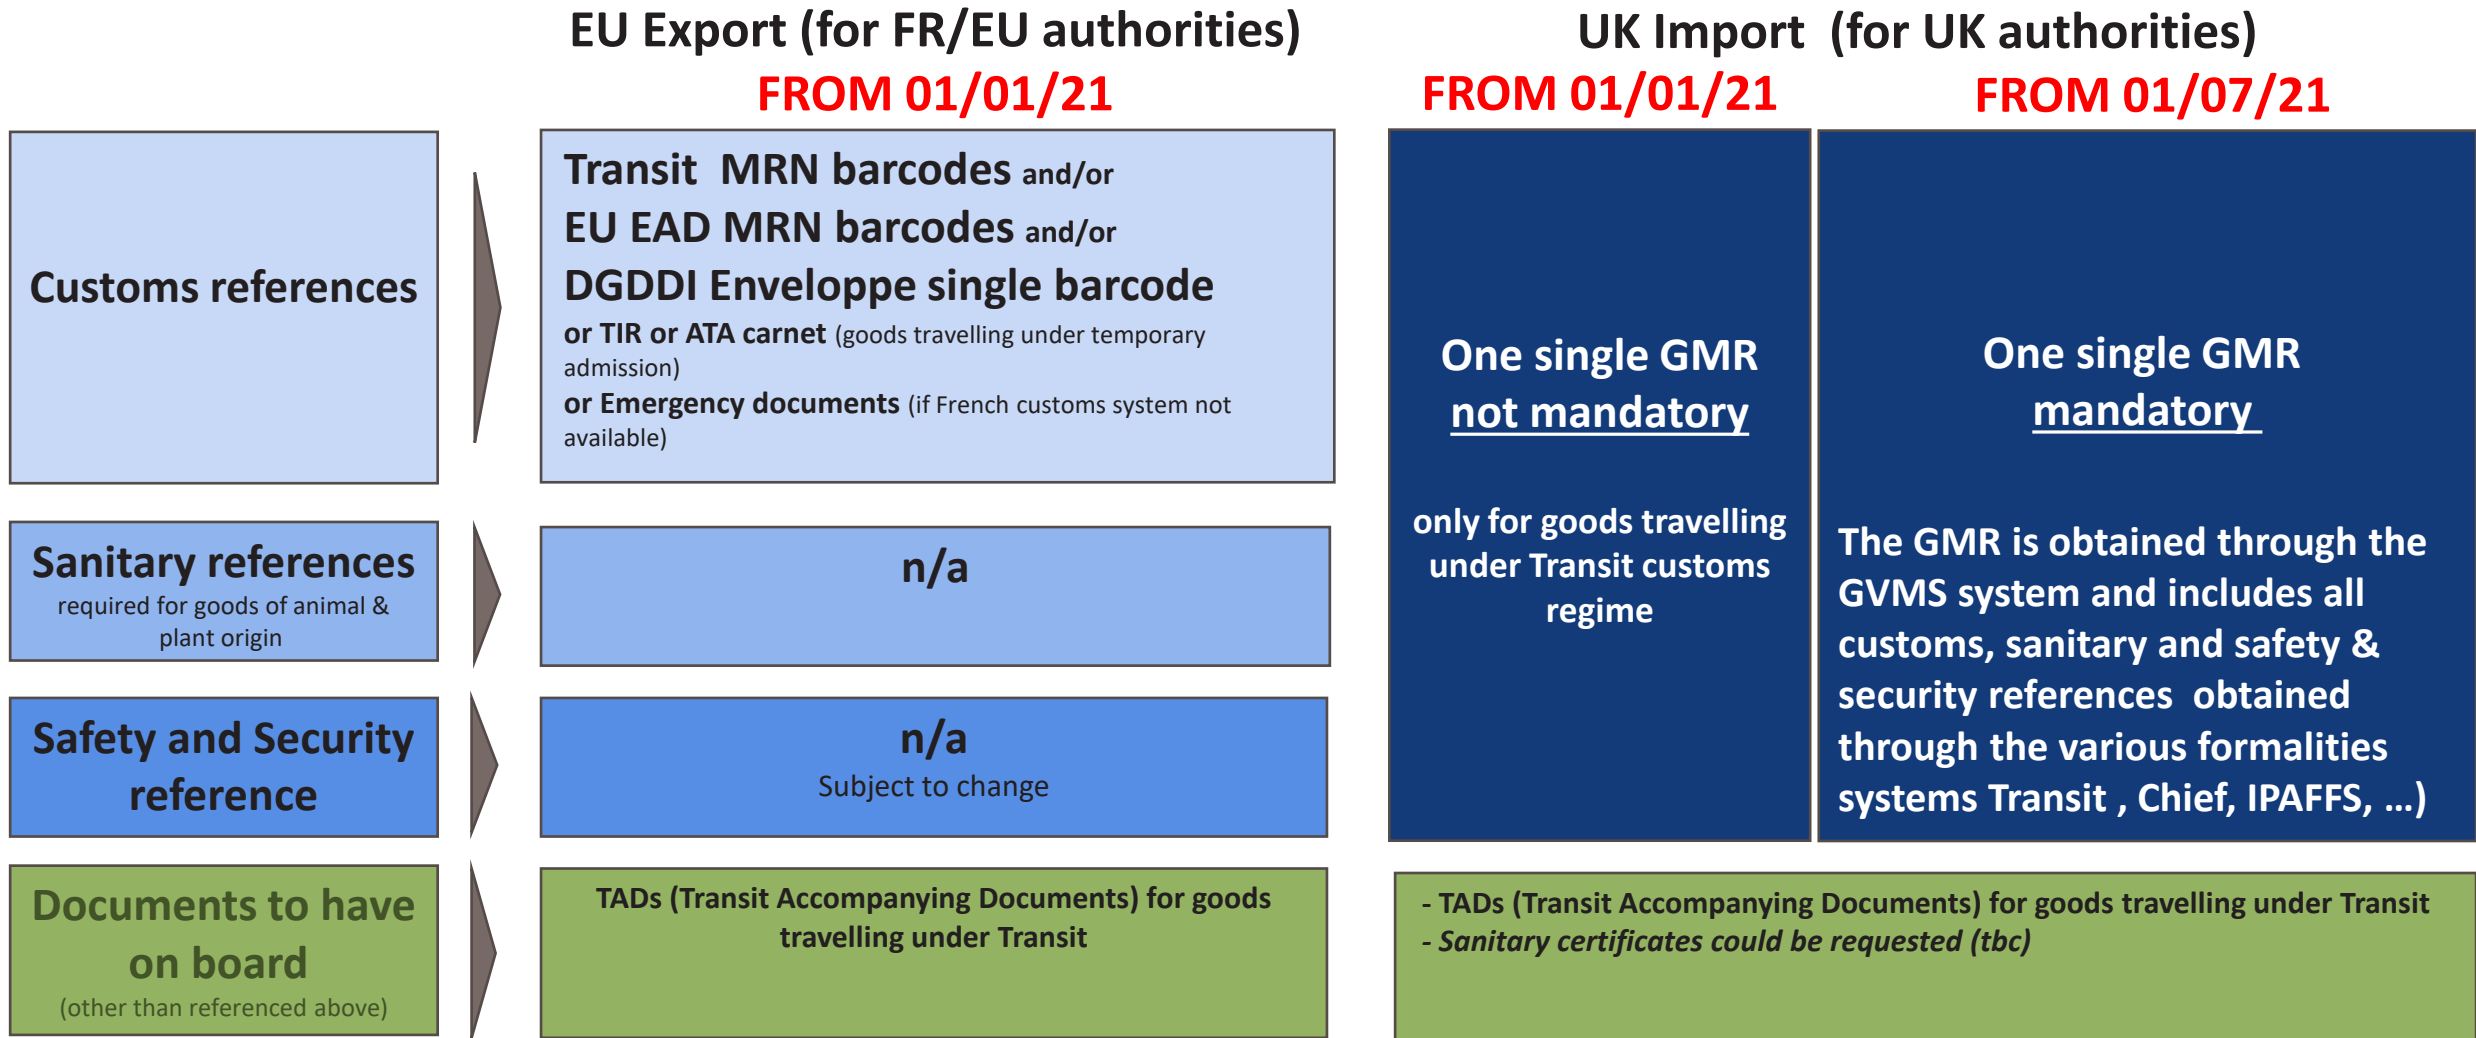 EU Export (for FR/EU authorities)
FROM 01/01/21
UK Import (for UK authorities)
FROM 01/01/21
FROM 01/07/21
Customs references
Transit MRN barcodes and/or
EU EAD MRN barcodes and/or
DGDDI Enveloppe single barcode
or TIR or ATA carnet (goods travelling under temporary
admission)
or Emergency documents (if French customs system not
available)
One single GMR
not mandatory
only for goods travelling
under Transit customs
regime
One single GMR
mandatory
The GMR is obtained through the
GVMS system and includes all
customs, sanitary and safety &
security references obtained
through the various formalities
systems Transit , Chief, IPAFFS, ...)
Sanitary references
required for goods of animal &
plant origin
n/a
Safety and Security
reference
n/a
Subject to change
Documents to have
on board
(other than referenced above)
TADs (Transit Accompanying Documents) for goods
travelling under Transit
- TADs (Transit Accompanying Documents) for goods travelling under Transit
- Sanitary certificates could be requested (tbc)